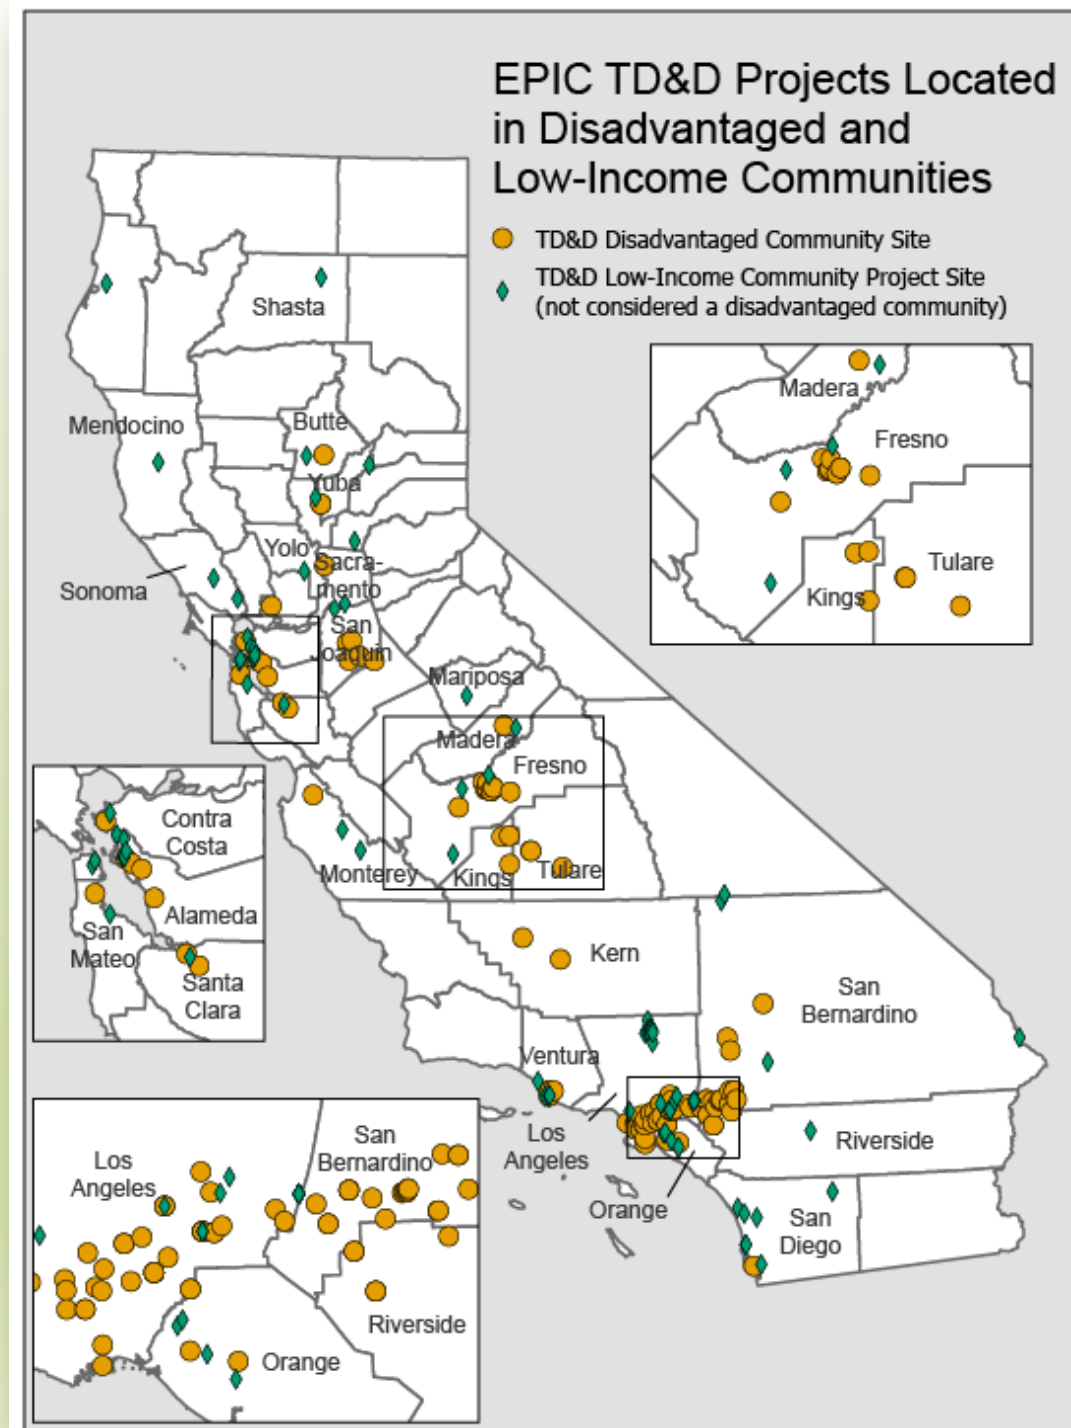 EPIC TD&D Projects Located
in Disadvantaged and
Low-Income Communities
TD&D Disadvantaged Community Site
TD&D Low-Income Community Project Site
(not considered a disadvantaged community)
Shasta
Mendocino
Butte
Yuba
Yolo
Sacra-
mento
Sonoma
San
Joaquin
Mariposa
Madera
Fresno
Monterey
Kings
Tulare
Kern
San
Bernardino
Ventura
Los
Angeles
Riverside
Orange
San
Diego
Madera
Fresno
Tulare
Kings
Contra
Costa
Alameda
San
Mateo
Santa
Clara
Los
Angeles
San
Bernardino
Riverside
Orange